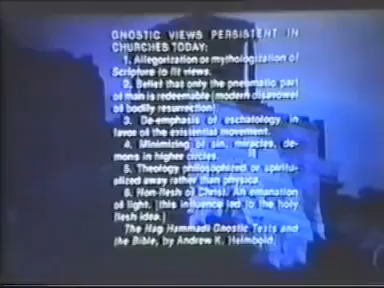 GNOSTIC VIEWS PERSISTENT IN
CHURCHES TODAY:
1. Allegorization or mythologization of
Scripture to fit views.
2. Belief that only the pneumatic part
of man is redeemable (modern disavowel
of bodily resurrection)
3. De-emphasis of eschatology in
favor of the existential movement.
4. Minimizing of sin, miracles, de-
mons in higher circles.
5. Theology philosophized or spiritu-
alized away rather than physica.
6. Non-flesh of Christ. An emanation
of light. (this influence led to the holy
flesh idea.)
The Nag Hammadi Gnostic Texts and
the Bible, by Andrew K. Helmbold.